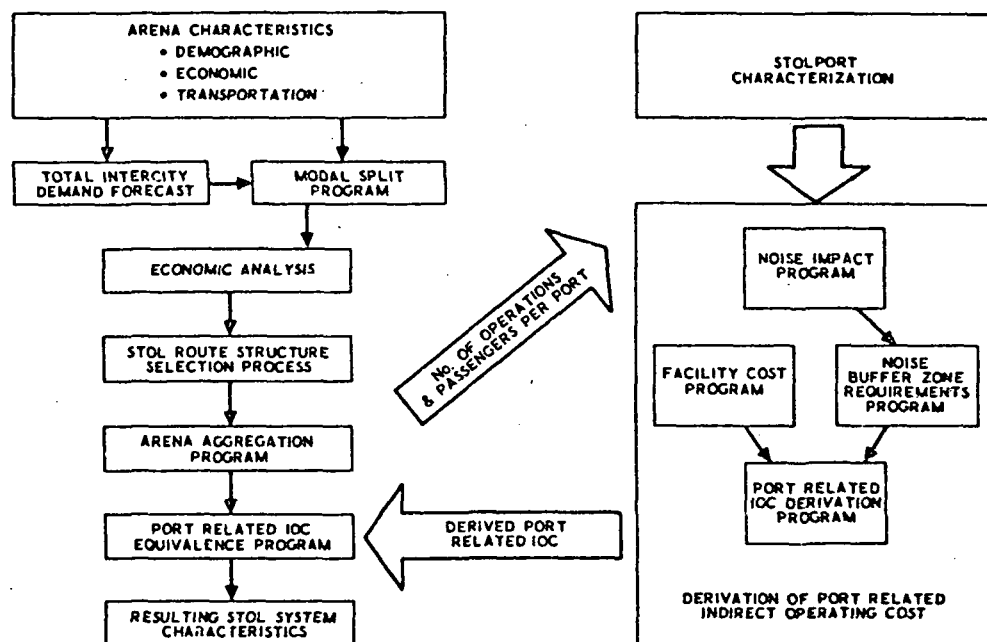 ARENA CHARACTERISTICS
• DEMOGRAPHIC
• ECONOMIC
• TRANSPORTATION
TOTAL INTERCITY
DEMAND FORECAST
MODAL SPLIT
PROGRAM
ECONOMIC ANALYSIS
STOL ROUTE STRUCTURE
SELECTION PROCESS
ARENA AGGREGATION
PROGRAM
PORT RELATED IOC
EQUIVALENCE PROGRAM
RESULTING STOL SYSTEM
CHARACTERISTICS
No. OF OPERATIONS
& PASSENGERS PER PORT
DERIVED PORT
RELATED IOC
STOLPORT
CHARACTERIZATION
NOISE IMPACT
PROGRAM
FACILITY COST
PROGRAM
NOISE
BUFFER ZONE
REQUIREMENTS
PROGRAM
PORT RELATED
IOC DERIVATION
PROGRAM
DERIVATION OF PORT RELATED
INDIRECT OPERATING COST